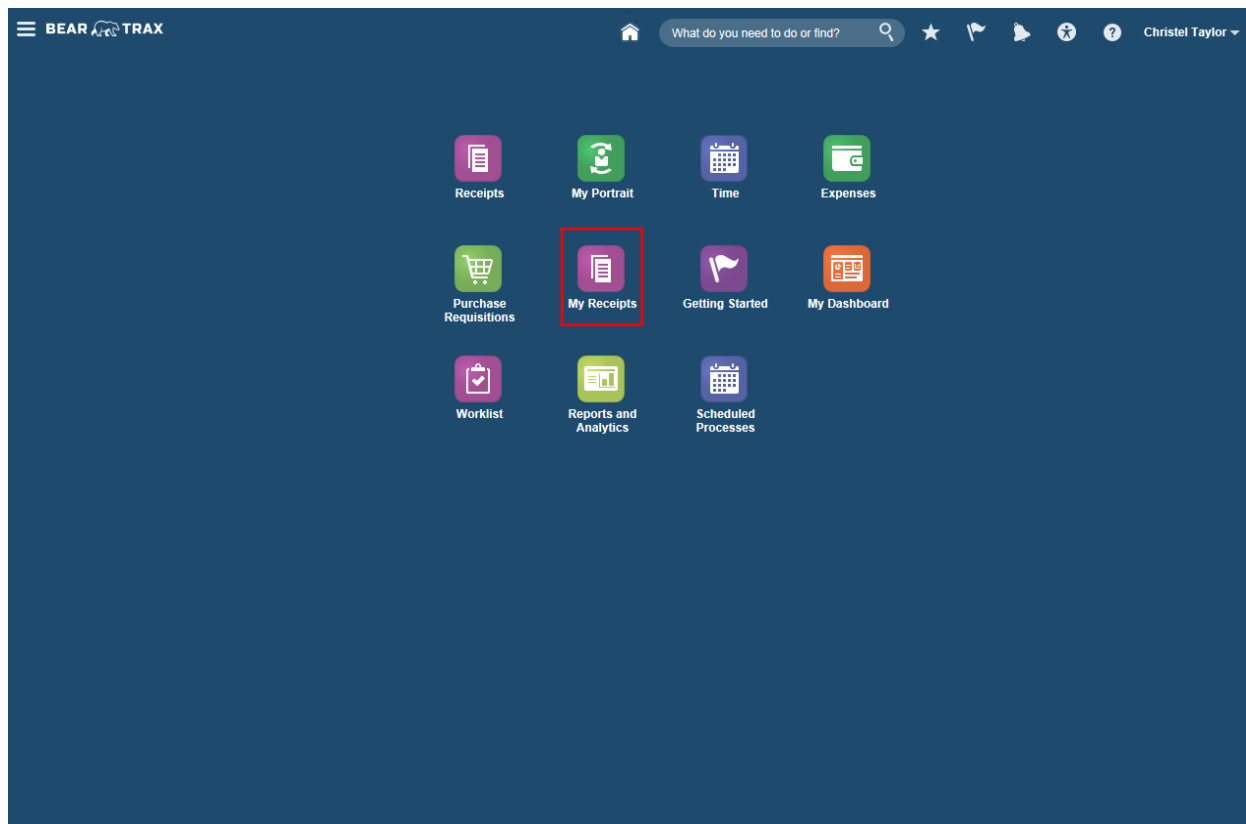 BEAR TRAX
What do you need to do or find?
Christel Taylor
Receipts
My Portrait
Time
Expenses
Purchase
Requisitions
My Receipts
Getting Started
My Dashboard
Worklist
Reports and
Analytics
Scheduled
Processes